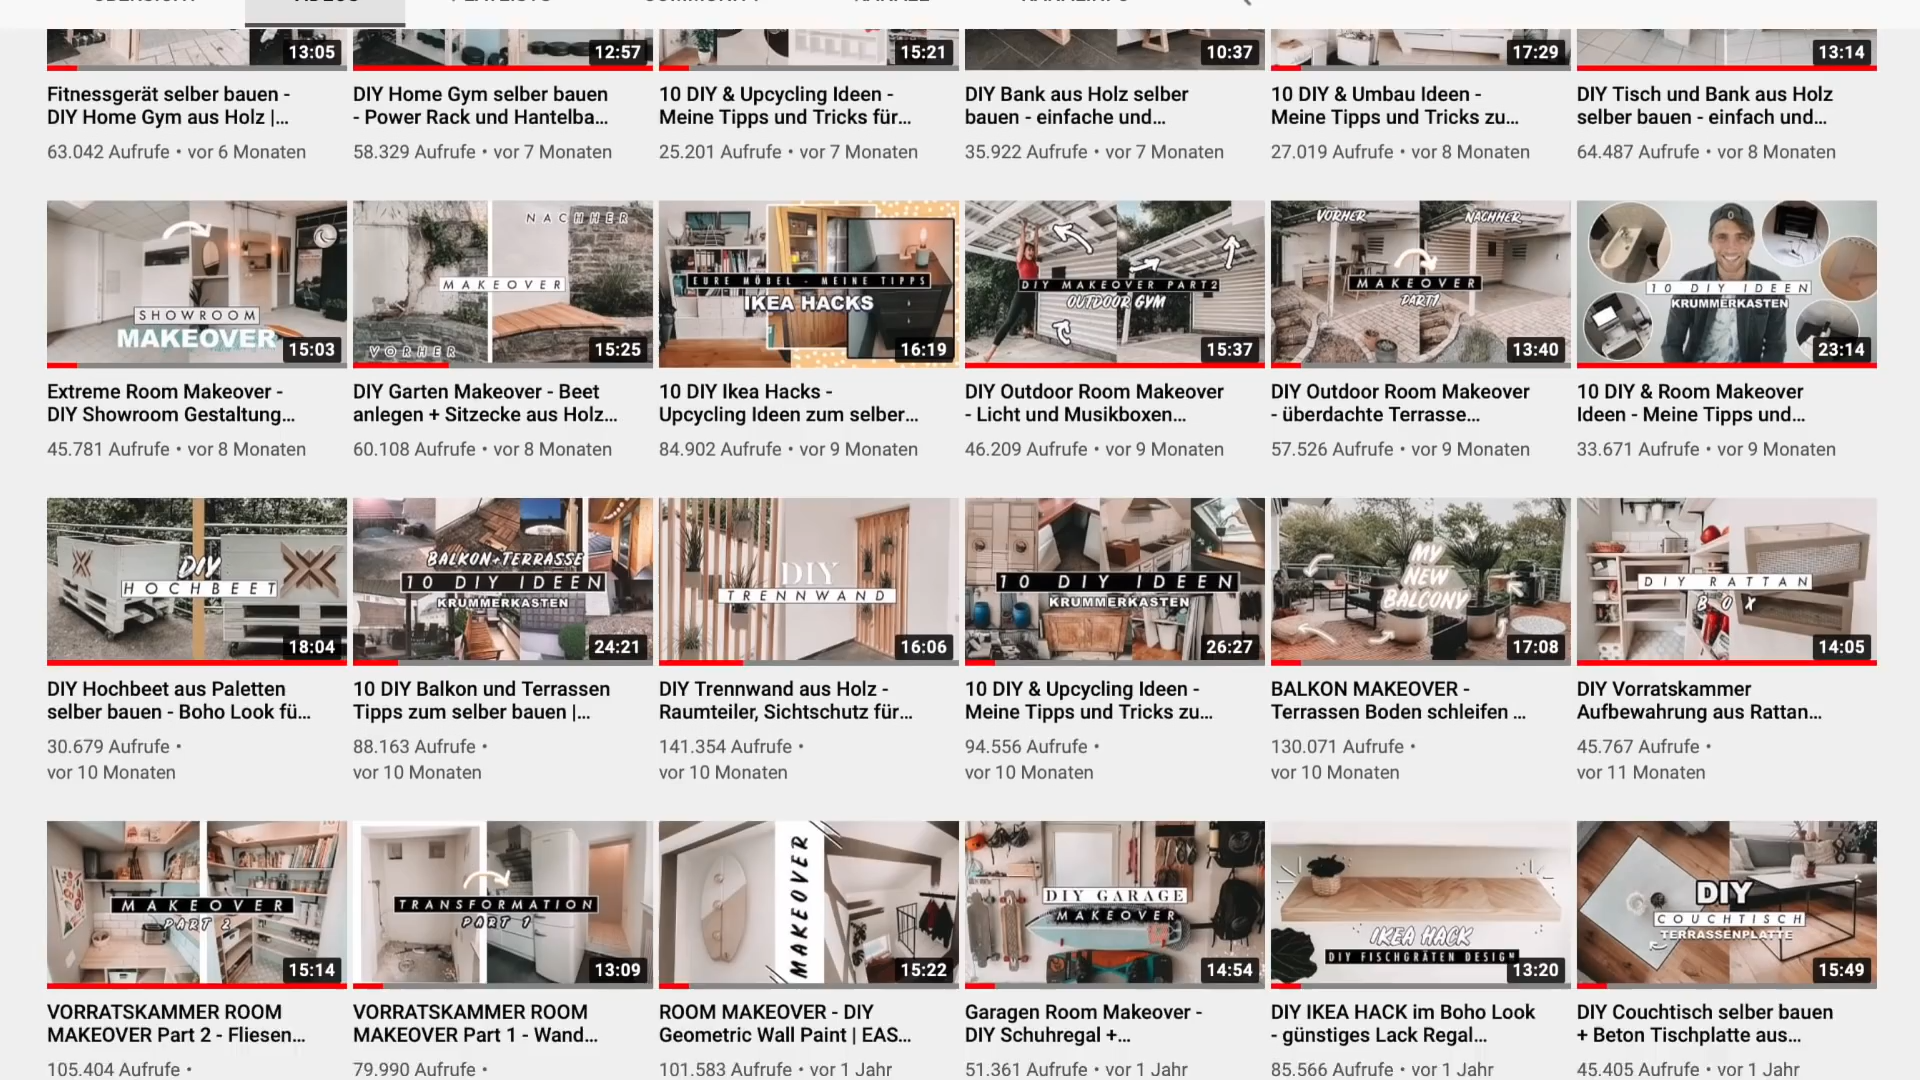 VIDEOS
13:05
12:57
15:21
10:37
17:29
13:14
Fitnessgerät selber bauen -
DIY Home Gym aus Holz |...
63.042 Aufrufe • vor 6 Monaten
DIY Home Gym selber bauen
- Power Rack und Hantelba...
58.329 Aufrufe • vor 7 Monaten
10 DIY & Upcycling Ideen -
Meine Tipps und Tricks für...
25.201 Aufrufe • vor 7 Monaten
DIY Bank aus Holz selber
bauen - einfache und...
35.922 Aufrufe • vor 7 Monaten
10 DIY & Umbau Ideen -
Meine Tipps und Tricks zu...
27.019 Aufrufe • vor 8 Monaten
DIY Tisch und Bank aus Holz
selber bauen - einfach und...
64.487 Aufrufe • vor 8 Monaten
SHOWROOM
MAKEOVER
15:03
NACHHER
MAKEOVER
VORHER
15:25
EURE MÖBEL - MEINE TIPPS
IKEA HACKS
16:19
DIY MAKEOVER PART2
OUTDOOR GYM
15:37
VORHER
NACHHER
MAKEOVER
PART1
13:40
10 DIY IDEEN
KRUMMERKASTEN
23:14
Extreme Room Makeover -
DIY Showroom Gestaltung...
45.781 Aufrufe • vor 8 Monaten
DIY Garten Makeover - Beet
anlegen + Sitzecke aus Holz...
60.108 Aufrufe • vor 8 Monaten
10 DIY Ikea Hacks -
Upcycling Ideen zum selber...
84.902 Aufrufe • vor 9 Monaten
DIY Outdoor Room Makeover
- Licht und Musikboxen...
46.209 Aufrufe • vor 9 Monaten
DIY Outdoor Room Makeover
- überdachte Terrasse...
57.526 Aufrufe • vor 9 Monaten
10 DIY & Room Makeover
Ideen - Meine Tipps und...
33.671 Aufrufe • vor 9 Monaten
DIY
HOCHBEET
18:04
BALKON+TERRASSE
10 DIY IDEEN
KRUMMERKASTEN
24:21
DIY
TRENNWAND
16:06
10 DIY IDEEN
KRUMMERKASTEN
26:27
MY
NEW
BALCONY
17:08
DIY RATTAN
BOX
14:05
DIY Hochbeet aus Paletten
selber bauen - Boho Look fü...
30.679 Aufrufe •
vor 10 Monaten
10 DIY Balkon und Terrassen
Tipps zum selber bauen |...
88.163 Aufrufe •
vor 10 Monaten
DIY Trennwand aus Holz -
Raumteiler, Sichtschutz für...
141.354 Aufrufe •
vor 10 Monaten
10 DIY & Upcycling Ideen -
Meine Tipps und Tricks zu...
94.556 Aufrufe •
vor 10 Monaten
BALKON MAKEOVER -
Terrassen Boden schleifen ...
130.071 Aufrufe •
vor 10 Monaten
DIY Vorratskammer
Aufbewahrung aus Rattan...
45.767 Aufrufe •
vor 11 Monaten
MAKEOVER
PART 2
15:14
TRANSFORMATION
PART 1
13:09
MAKEOVER
15:22
DIY GARAGE
MAKEOVER
14:54
IKEA HACK
DIY FISCHGRÄTEN DESIGN
13:20
DIY
COUCHTISCH
TERRASSENPLATTE
15:49
VORRATSKAMMER ROOM
MAKEOVER Part 2 - Fliesen...
105.404 Aufrufe •
VORRATSKAMMER ROOM
MAKEOVER Part 1 - Wand...
79.990 Aufrufe •
ROOM MAKEOVER - DIY
Geometric Wall Paint | EAS...
101.583 Aufrufe • vor 1 Jahr
Garagen Room Makeover -
DIY Schuhregal +...
51.361 Aufrufe • vor 1 Jahr
DIY IKEA HACK im Boho Look
- günstiges Lack Regal...
85.566 Aufrufe • vor 1 Jahr
DIY Couchtisch selber bauen
+ Beton Tischplatte aus...
45.405 Aufrufe • vor 1 Jahr